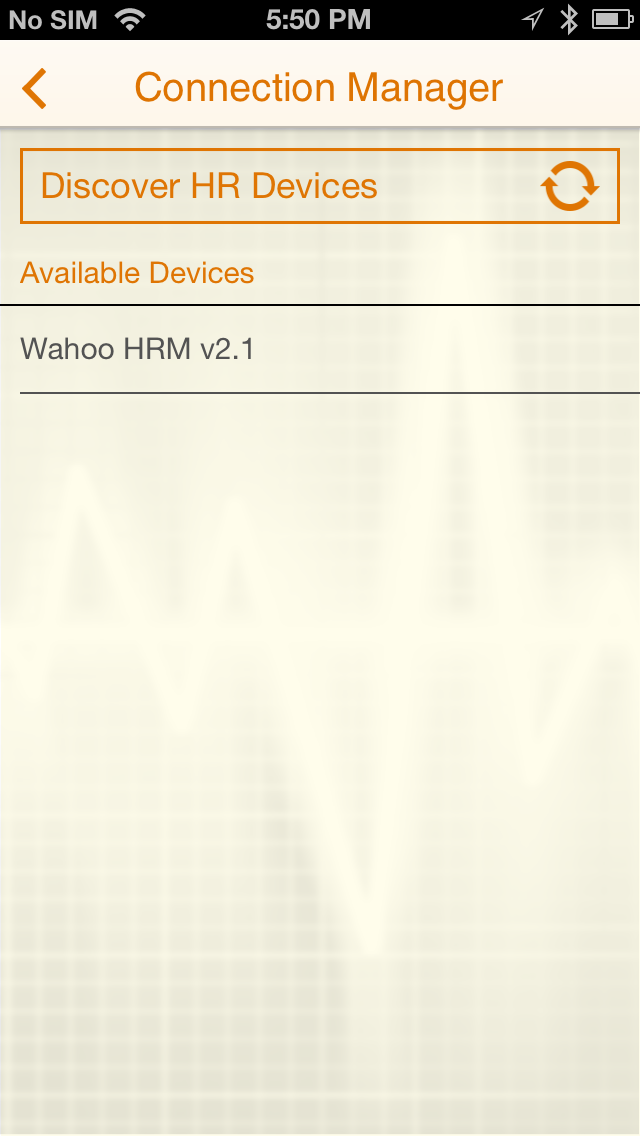 No SIM 5:50 PM
Connection Manager
Discover HR Devices
Available Devices
Wahoo HRM v2.1